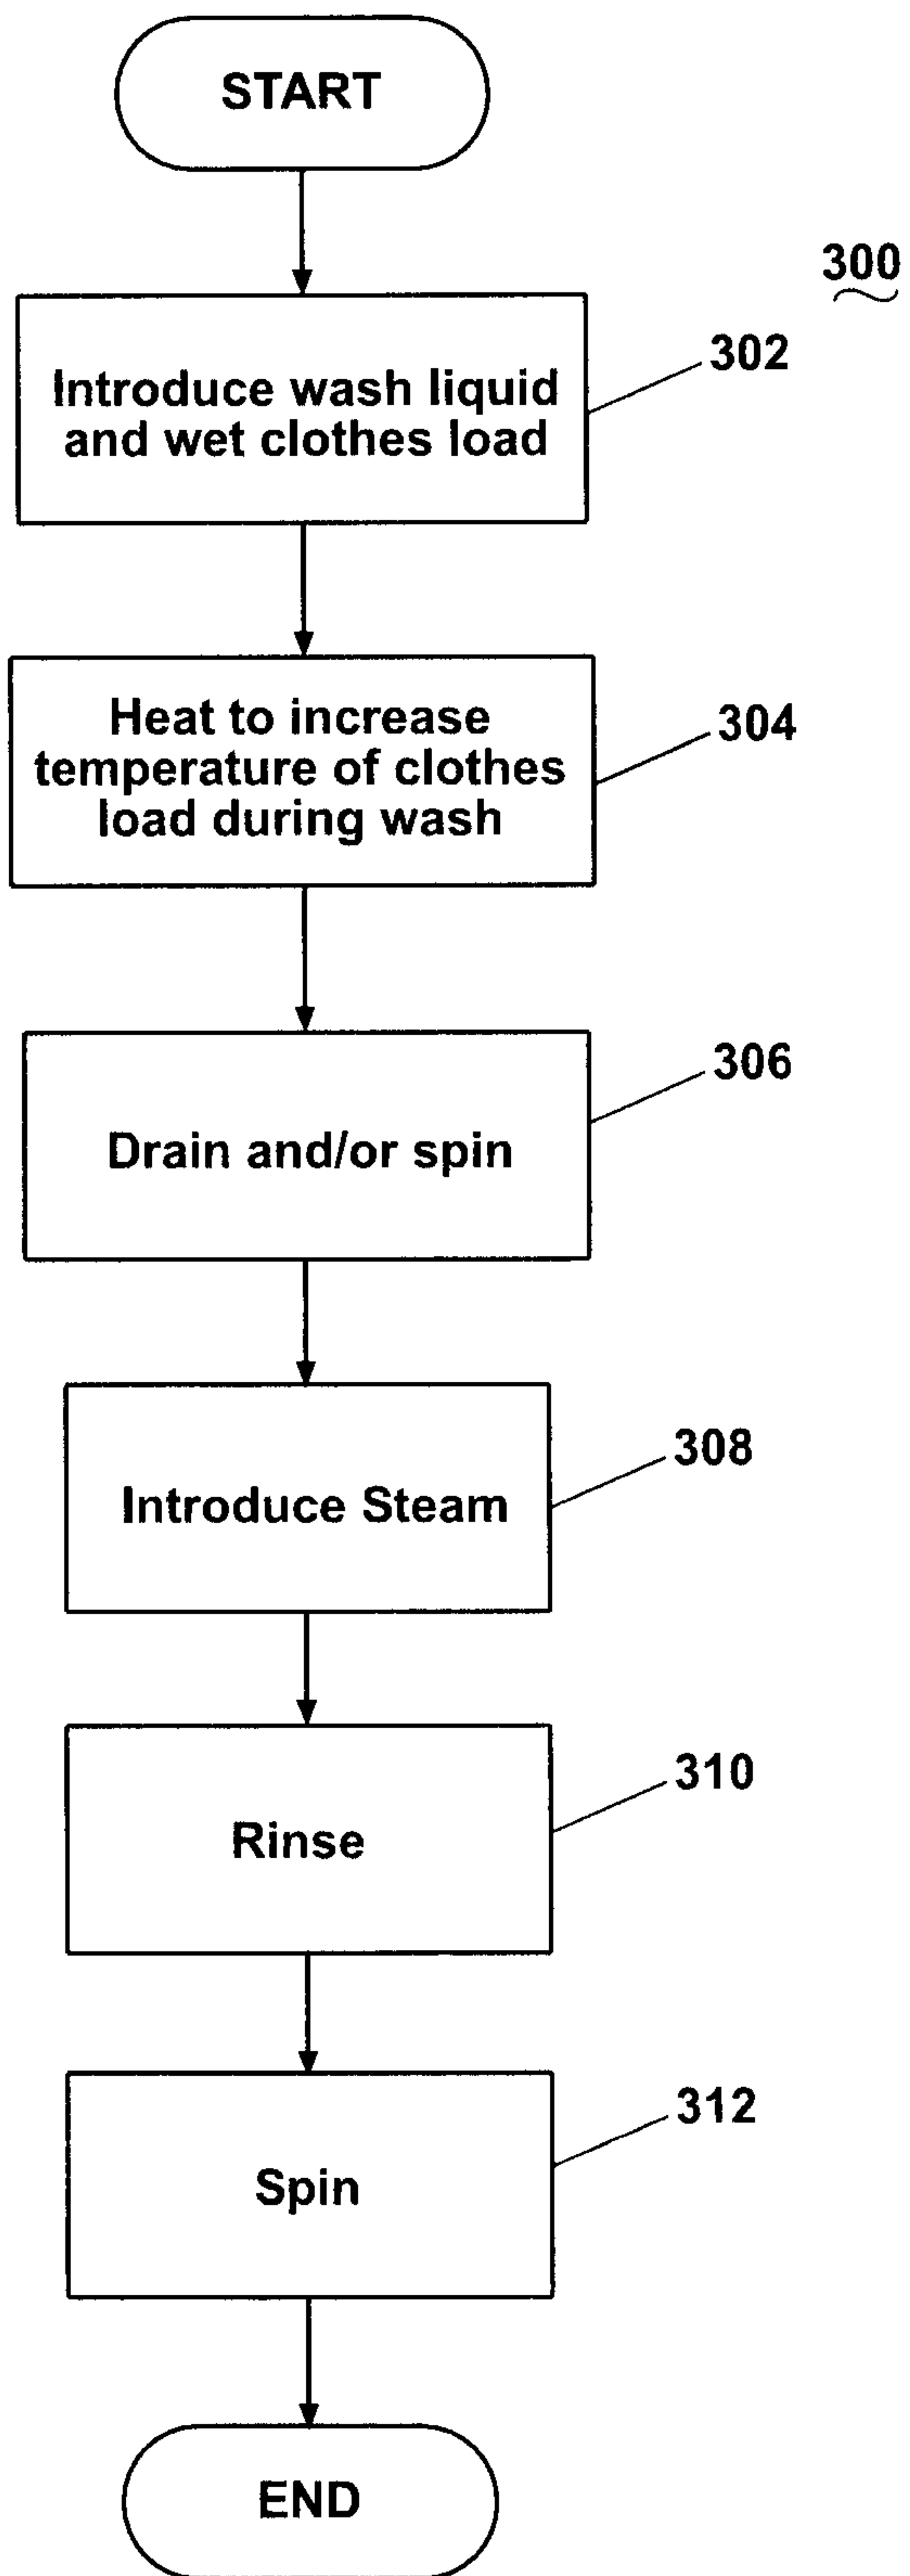 START
300
302
Introduce wash liquid
and wet clothes load
304
Heat to increase
temperature of clothes
load during wash
306
Drain and/or spin
308
Introduce Steam
310
Rinse
312
Spin
END